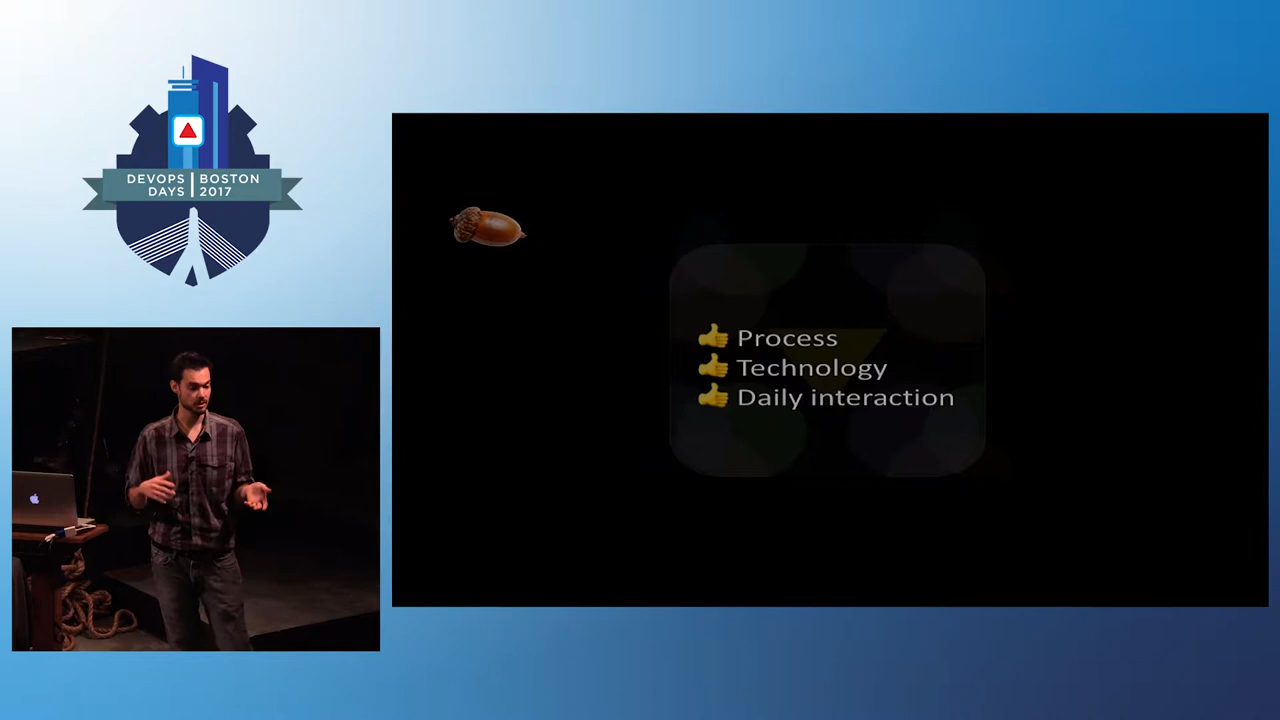 DEVOPS BOSTON
DAYS 2017
👍 Process
👍 Technology
👍 Daily interaction